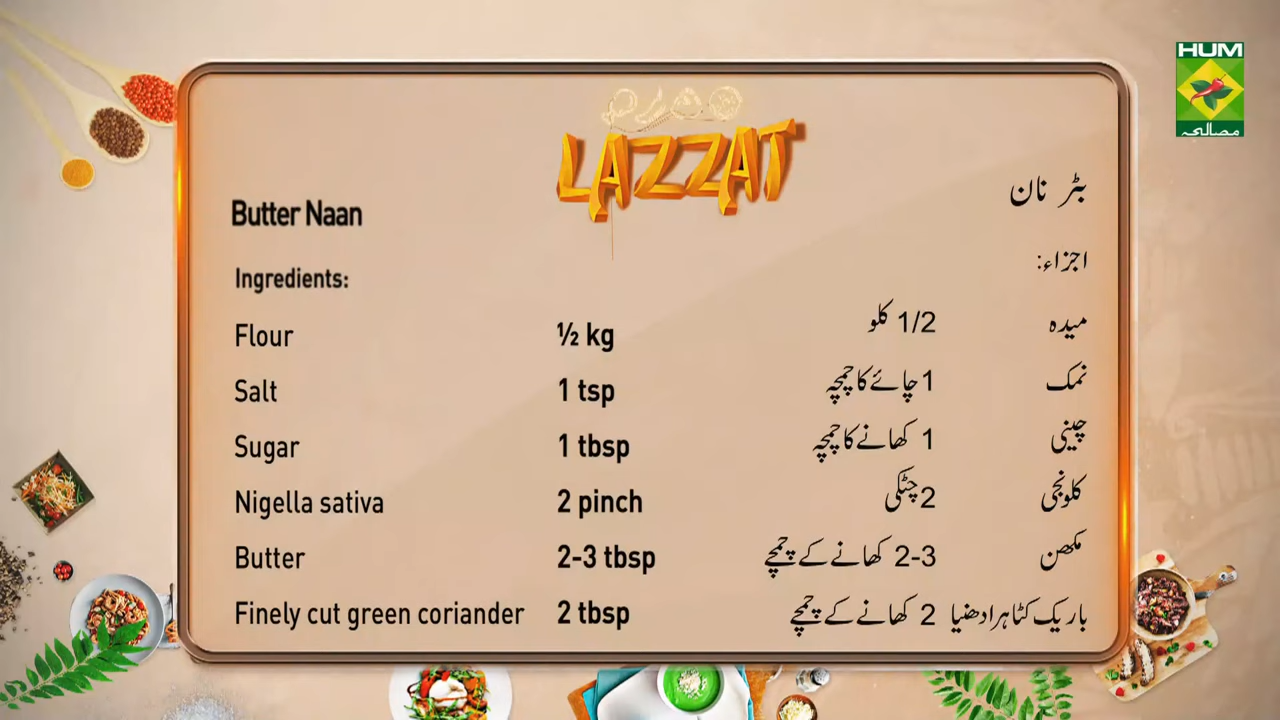 HUM
مصالحہ
LAZZAT
Butter Naan
بٹر نان
Ingredients:
اجزاء:
Flour ½ kg
میدہ 1/2 کلو
Salt 1 tsp
نمک 1 چائے کا چمچہ
Sugar 1 tbsp
چینی 1 کھانے کا چمچہ
Nigella sativa 2 pinch
کلونجی 2 چٹکی
Butter 2-3 tbsp
مکھن 2-3 کھانے کے چمچے
Finely cut green coriander 2 tbsp
باریک کٹا ہرا دھنیا 2 کھانے کے چمچے